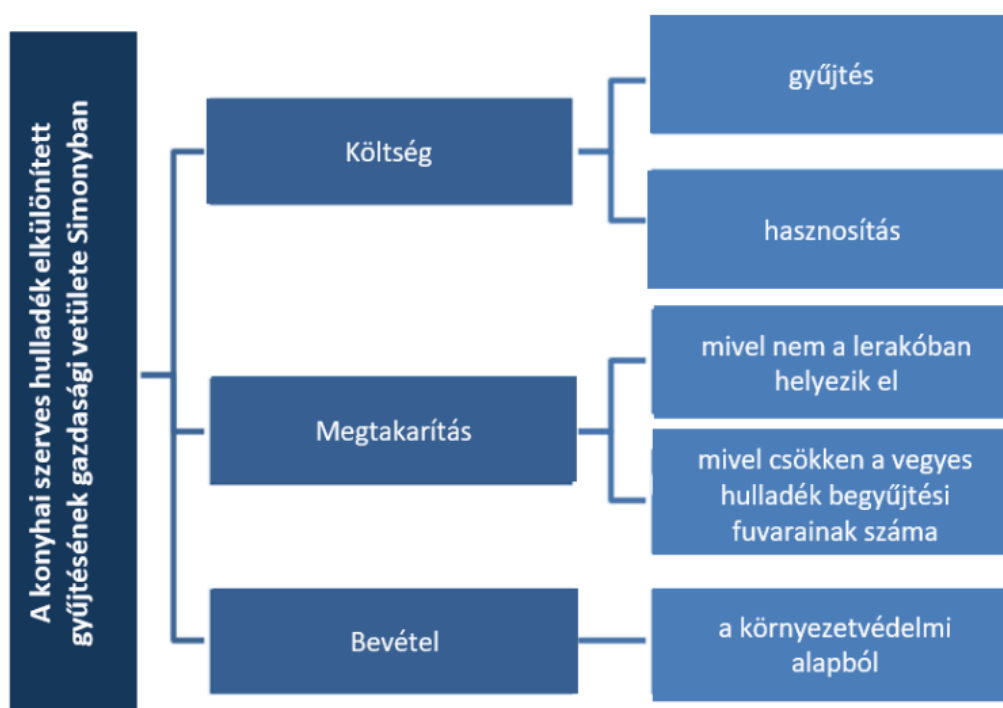 A konyhai szerves hulladék elkülönített
gyűjtésének gazdasági vetülete Simonyban
Költség
gyűjtés
hasznosítás
Megtakarítás
mivel nem a lerakóban
helyezik el
mivel csökken a vegyes
hulladék begyűjtési
fuvarainak száma
Bevétel
a környezetvédelmi
alapból